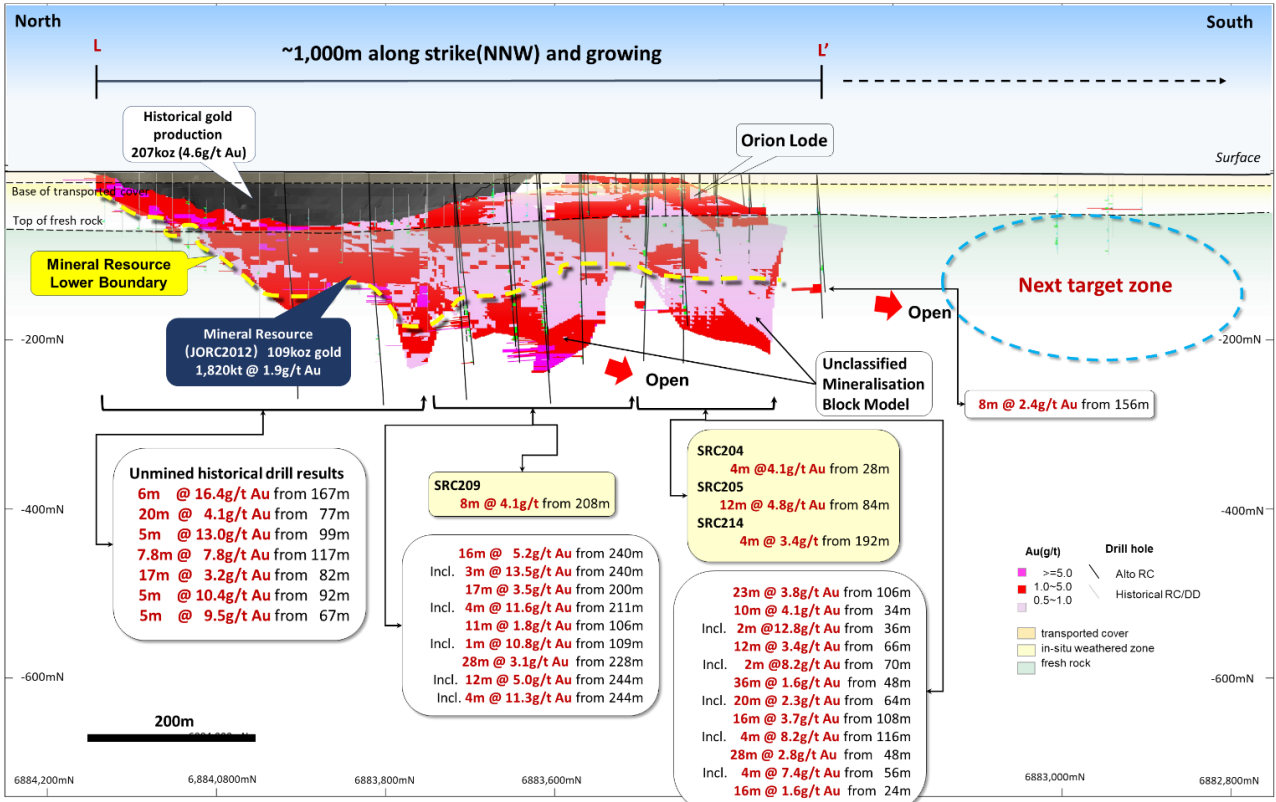 North
South
L
L'
~1,000m along strike(NNW) and growing
Historical gold
production
207koz (4.6g/t Au)
Orion Lode
Surface
Base of transported cover
Top of fresh rock
Mineral Resource
Lower Boundary
Next target zone
Open
-200mN
-200mN
Mineral Resource
(JORC2012) 109koz gold
1,820kt @ 1.9g/t Au
Open
Unclassified
Mineralisation
Block Model
8m @ 2.4g/t Au from 156m
Unmined historical drill results
6m @ 16.4g/t Au from 167m
20m @ 4.1g/t Au from 77m
5m @ 13.0g/t Au from 99m
7.8m @ 7.8g/t Au from 117m
17m @ 3.2g/t Au from 82m
5m @ 10.4g/t Au from 92m
5m @ 9.5g/t Au from 67m
SRC209
8m @ 4.1g/t from 208m
SRC204
4m @4.1g/t Au from 28m
SRC205
12m @ 4.8g/t Au from 84m
SRC214
4m @ 3.4g/t from 192m
-400mN
-400mN
16m @ 5.2g/t Au from 240m
Incl. 3m @ 13.5g/t Au from 240m
17m @ 3.5g/t Au from 200m
Incl. 4m @ 11.6g/t Au from 211m
11m @ 1.8g/t Au from 106m
Incl. 1m @ 10.8g/t Au from 109m
28m @ 3.1g/t Au from 228m
Incl. 12m @ 5.0g/t Au from 244m
Incl. 4m @ 11.3g/t Au from 244m
23m @ 3.8g/t Au from 106m
10m @ 4.1g/t Au from 34m
Incl. 2m @12.8g/t Au from 36m
12m @ 3.4g/t Au from 66m
Incl. 2m @8.2g/t Au from 70m
36m @ 1.6g/t Au from 48m
Incl. 20m @ 2.3g/t Au from 64m
16m @ 3.7g/t Au from 108m
Incl. 4m @ 8.2g/t Au from 116m
28m @ 2.8g/t Au from 48m
Incl. 4m @ 7.4g/t Au from 56m
16m @ 1.6g/t Au from 24m
Au(g/t) Drill hole
>=5.0
1.0~5.0
0.5~1.0
Alto RC
Historical RC/DD
transported cover
in-situ weathered zone
fresh rock
-600mN
-600mN
200m
6884,200mN
6,884,0800mN
6883,800mN
6883,600mN
6883,000mN
6882,800mN